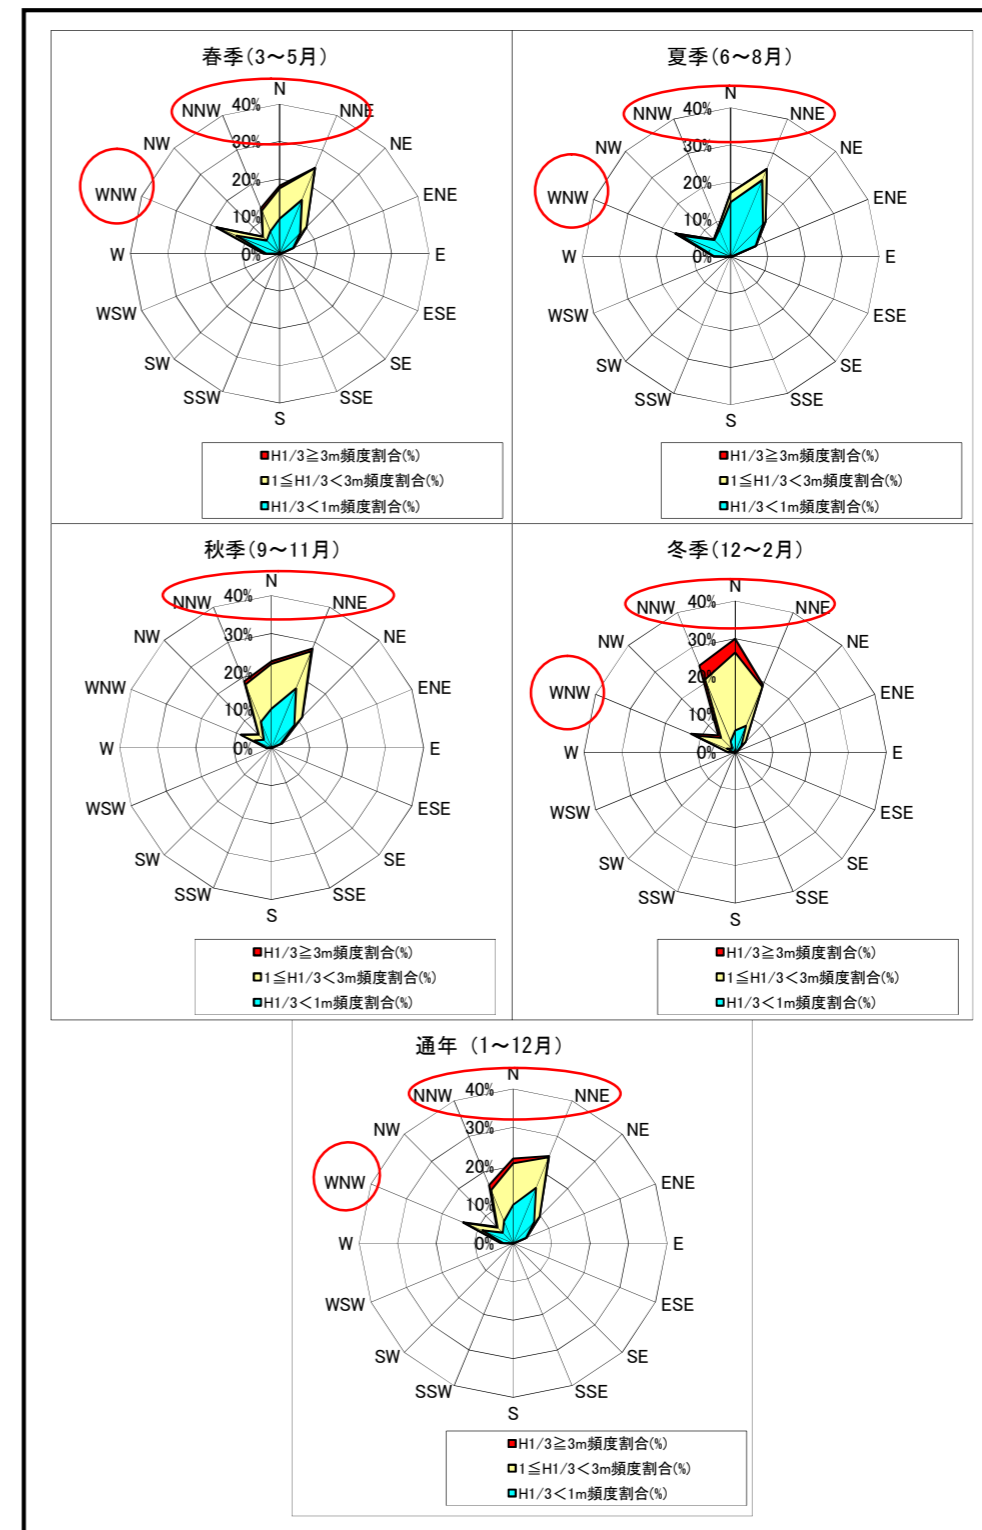 春季(3～5月)
N
NNW 40% NNE
NW 30% NE
WNW 20% ENE
10%
W 0% E
WSW ESE
SW SE
SSW SSE
S
H1/3≧3m頻度割合(%)
1≦H1/3＜3m頻度割合(%)
H1/3＜1m頻度割合(%)
夏季(6～8月)
N
NNW 40% NNE
NW 30% NE
WNW 20% ENE
10%
W 0% E
WSW ESE
SW SE
SSW SSE
S
H1/3≧3m頻度割合(%)
1≦H1/3＜3m頻度割合(%)
H1/3＜1m頻度割合(%)
秋季(9～11月)
N
NNW 40% NNE
NW 30% NE
WNW 20% ENE
10%
W 0% E
WSW ESE
SW SE
SSW SSE
S
H1/3≧3m頻度割合(%)
1≦H1/3＜3m頻度割合(%)
H1/3＜1m頻度割合(%)
冬季(12～2月)
N
NNW 40% NNE
NW 30% NE
WNW 20% ENE
10%
W 0% E
WSW ESE
SW SE
SSW SSE
S
H1/3≧3m頻度割合(%)
1≦H1/3＜3m頻度割合(%)
H1/3＜1m頻度割合(%)
通年 (1～12月)
N
NNW 40% NNE
NW 30% NE
WNW 20% ENE
10%
W 0% E
WSW ESE
SW SE
SSW SSE
S
H1/3≧3m頻度割合(%)
1≦H1/3＜3m頻度割合(%)
H1/3＜1m頻度割合(%)